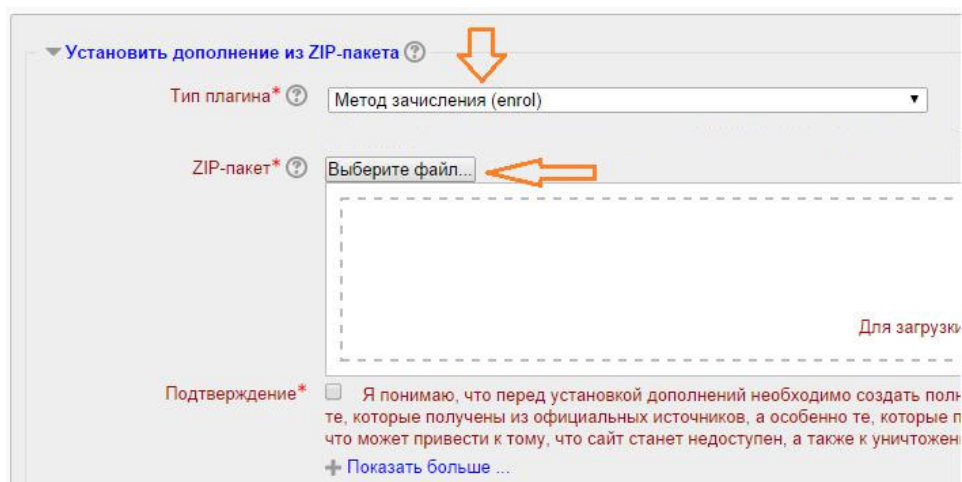 Установить дополнение из ZIP-пакета
Тип плагина*
Метод зачисления (enrol)
ZIP-пакет*
Выберите файл...
Для загрузки
Подтверждение*
Я понимаю, что перед установкой дополнений необходимо создать
те, которые получены из официальных источников, а особенно те, которые
что может привести к тому, что сайт станет недоступен, а также к
Показать больше ...